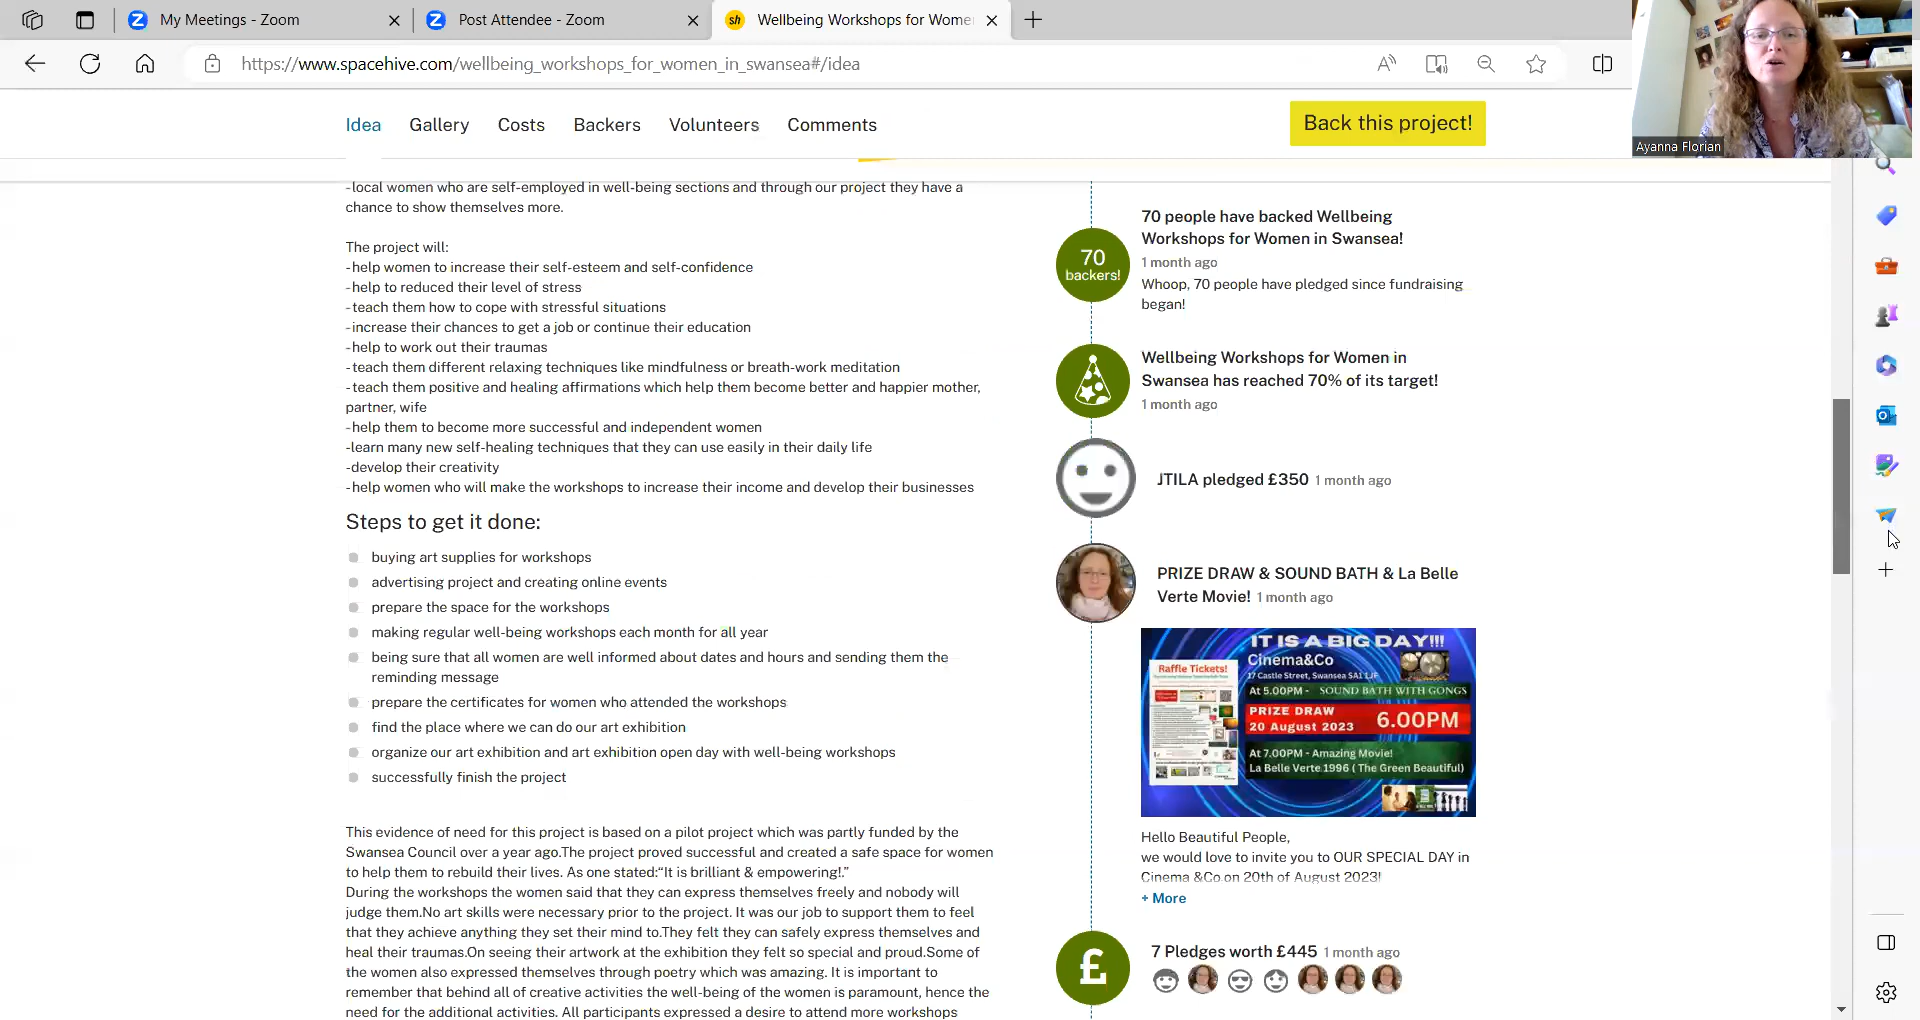 My Meetings - Zoom
Post Attendee - Zoom
sh
Wellbeing Workshops for Wome
https://www.spacehive.com/wellbeing_workshops_for_women_in_swansea#/idea
Ayanna Florian
Idea
Gallery
Costs
Backers
Volunteers
Comments
Back this project!
-local women who are self-employed in well-being sections and through our project they have a
chance to show themselves more.
The project will:
-help women to increase their self-esteem and self-confidence
-help to reduced their level of stress
-teach them how to cope with stressful situations
-increase their chances to get a job or continue their education
-help to work out their traumas
-teach them different relaxing techniques like mindfulness or breath-work meditation
-teach them positive and healing affirmations which help them become better and happier mother,
partner, wife
-help them to become more successful and independent women
-learn many new self-healing techniques that they can use easily in their daily life
-develop their creativity
-help women who will make the workshops to increase their income and develop their businesses
Steps to get it done:
buying art supplies for workshops
advertising project and creating online events
prepare the space for the workshops
making regular well-being workshops each month for all year
being sure that all women are well informed about dates and hours and sending them the
reminding message
prepare the certificates for women who attended the workshops
find the place where we can do our art exhibition
organize our art exhibition and art exhibition open day with well-being workshops
successfully finish the project
This evidence of need for this project is based on a pilot project which was partly funded by the
Swansea Council over a year ago.The project proved successful and created a safe space for women
to help them to rebuild their lives. As one stated:“It is brilliant & empowering!.”
During the workshops the women said that they can express themselves freely and nobody will
judge them.No art skills were necessary prior to the project. It was our job to support them to feel
that they achieve anything they set their mind to.They felt they can safely express themselves and
heal their traumas.On seeing their artwork at the exhibition they felt so special and proud.Some of
the women also expressed themselves through poetry which was amazing. It is important to
remember that behind all of creative activities the well-being of the women is paramount, hence the
need for the additional activities. All participants expressed a desire to attend more workshops
70
backers!
70 people have backed Wellbeing
Workshops for Women in Swansea!
1 month ago
Whoop, 70 people have pledged since fundraising
began!
Wellbeing Workshops for Women in
Swansea has reached 70% of its target!
1 month ago
JTILA pledged £350 1 month ago
PRIZE DRAW & SOUND BATH & La Belle
Verte Movie! 1 month ago
IT IS A BIG DAY!!!
Cinema&Co
17 Castle Street, Swansea SA1 1JF
Raffle Tickets!
At 5.00PM - SOUND BATH WITH GONGS
PRIZE DRAW
20 August 2023
6.00PM
At 7.00PM - Amazing Movie!
La Belle Verte 1996 ( The Green Beautiful)
Hello Beautiful People,
we would love to invite you to OUR SPECIAL DAY in
Cinema &Co on 20th of August 2023!
+ More
£
7 Pledges worth £445 1 month ago